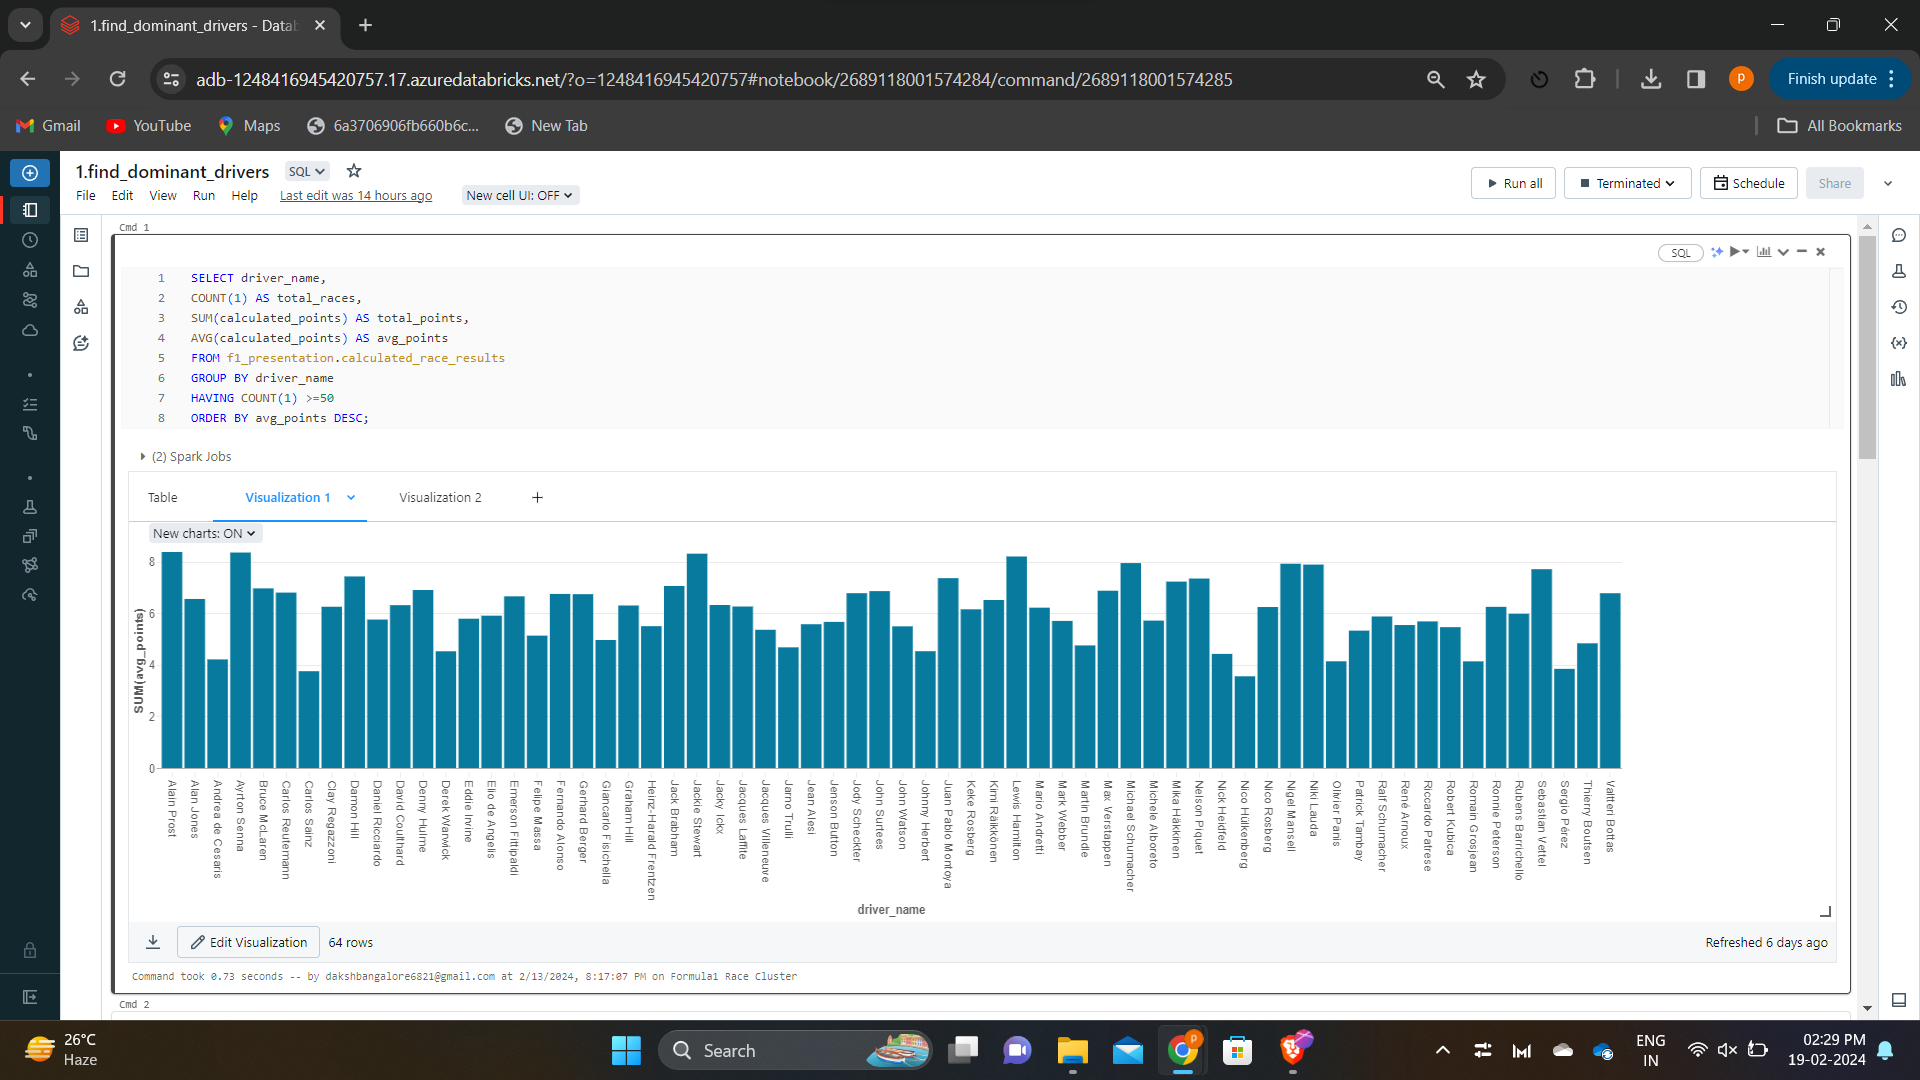 1.find_dominant_drivers - Datab
adb-1248416945420757.17.azuredatabricks.net/?o=1248416945420757#notebook/2689118001574284/command/2689118001574285
P
Finish update
Gmail
YouTube
Maps
6a3706906fb660b6c...
New Tab
All Bookmarks
1.find_dominant_drivers
SQL
File
Edit
View
Run
Help
Last edit was 14 hours ago
New cell UI: OFF
Run all
Terminated
Schedule
Share
Cmd 1
SQL
1 SELECT driver_name,
2 COUNT(1) AS total_races,
3 SUM(calculated_points) AS total_points,
4 AVG(calculated_points) AS avg_points
5 FROM f1_presentation.calculated_race_results
6 GROUP BY driver_name
7 HAVING COUNT(1) >=50
8 ORDER BY avg_points DESC;
(2) Spark Jobs
Table
Visualization 1
Visualization 2
New charts: ON
SUM(avg_points)
8
6
4
2
0
Alain Prost
Alan Jones
Andrea de Cesaris
Ayrton Senna
Bruce McLaren
Carlos Reutemann
Carlos Sainz
Clay Regazzoni
Damon Hill
Daniel Ricciardo
David Coulthard
Denny Hulme
Derek Warwick
Eddie Irvine
Elio de Angelis
Emerson Fittipaldi
Felipe Massa
Fernando Alonso
Gerhard Berger
Giancarlo Fisichella
Graham Hill
Heinz-Harald Frentzen
Jack Brabham
Jackie Stewart
Jacky Ickx
Jacques Laffite
Jacques Villeneuve
Jarno Trulli
Jean Alesi
Jenson Button
Jody Scheckter
John Surtees
John Watson
Johnny Herbert
Juan Pablo Montoya
Keke Rosberg
Kimi Räikkönen
Lewis Hamilton
Mario Andretti
Mark Webber
Martin Brundle
Max Verstappen
Michael Schumacher
Michele Alboreto
Mika Häkkinen
Nelson Piquet
Nick Heidfeld
Nico Hülkenberg
Nico Rosberg
Nigel Mansell
Niki Lauda
Olivier Panis
Patrick Tambay
Ralf Schumacher
René Arnoux
Riccardo Patrese
Robert Kubica
Romain Grosjean
Ronnie Peterson
Rubens Barrichello
Sebastian Vettel
Sergio Pérez
Thierry Boutsen
Valtteri Bottas
driver_name
Edit Visualization
64 rows
Refreshed 6 days ago
Command took 0.73 seconds -- by dakshbangalore6821@gmail.com at 2/13/2024, 8:17:07 PM on Formula1 Race Cluster
Cmd 2
26°C
Haze
Search
P
ENG
IN
02:29 PM
19-02-2024